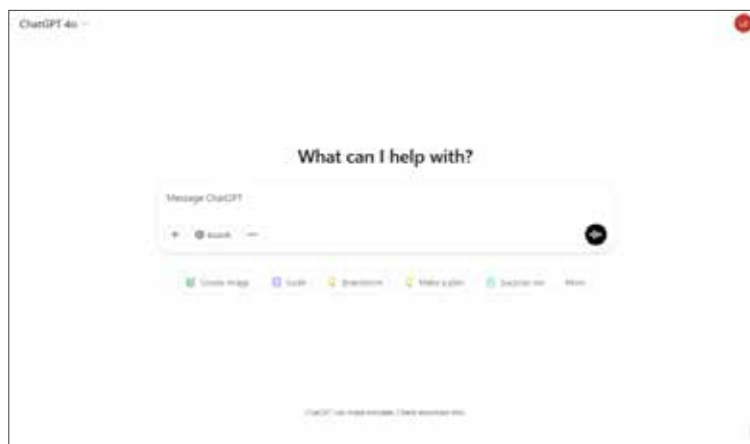 ChatGPT 4o
What can I help with?
Message ChatGPT
Search
Create image
Code
Brainstorm
Make a plan
Surprise me
More
ChatGPT can make mistakes. Check important info.